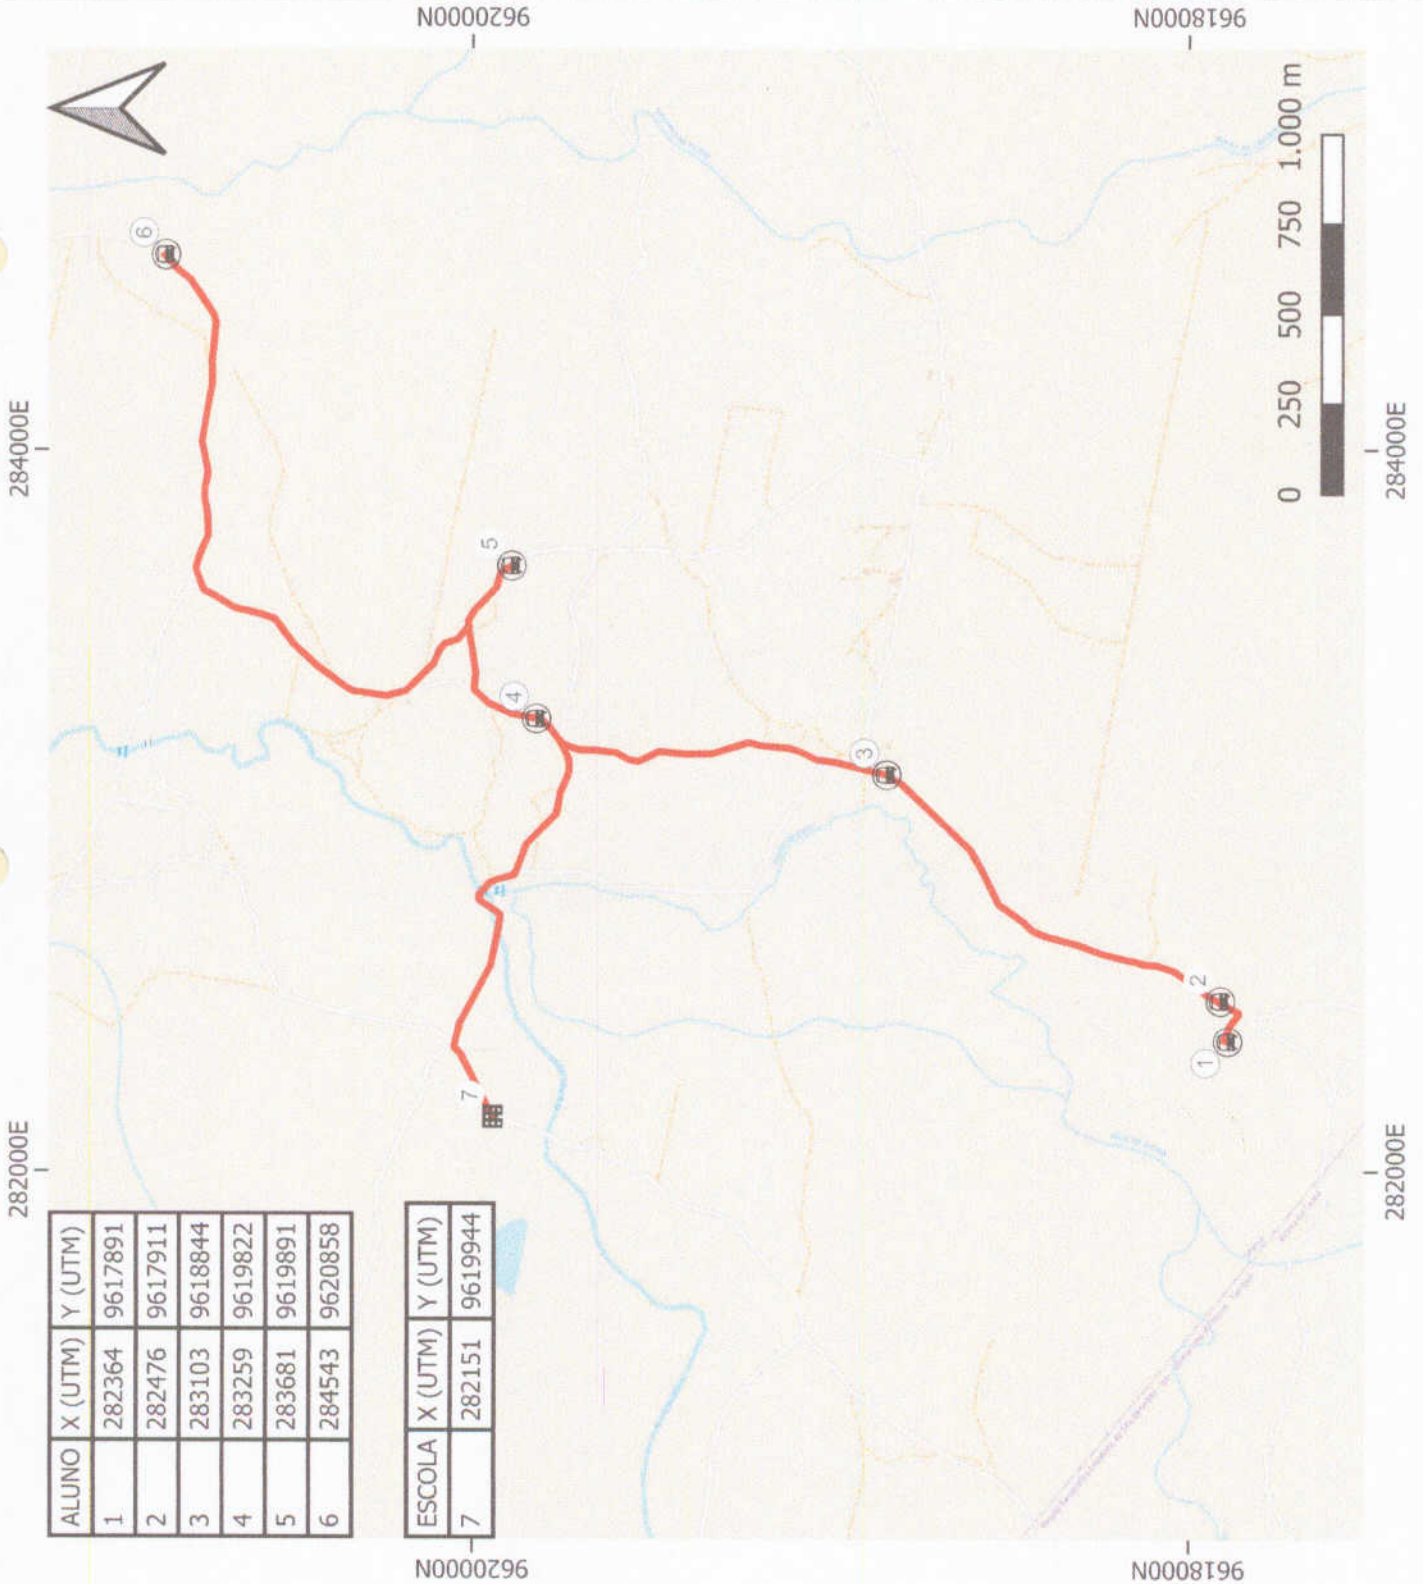 ALUNO X (UTM) Y (UTM)
1 282364 9617891
2 282476 9617911
3 283103 9618844
4 283259 9619822
5 283681 9619891
6 284543 9620858
ESCOLA X (UTM) Y (UTM)
7 282151 9619944
282000E
284000E
9620000N
9618000N
9620000N
9618000N
282000E
284000E
6
5
4
3
2
1
7
0 250 500 750 1.000 m